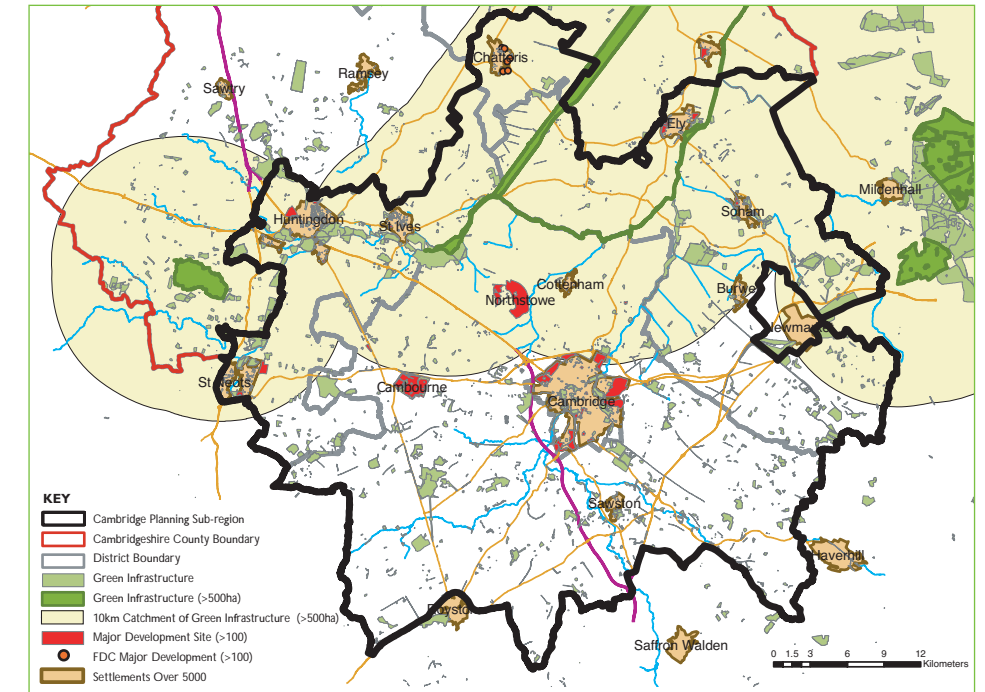 Chatteris
Ramsey
Sawtry
Ely
Mildenhall
Huntingdon
St Ives
Soham
Cottenham
Burwe
Northstowe
ewmarke
St Neots
Cambourne
Cambridge
Sawston
Haverhill
Royston
Saffron Walden
KEY
Cambridge Planning Sub-region
Cambridgeshire County Boundary
District Boundary
Green Infrastructure
Green Infrastructure (>500ha)
10km Catchment of Green Infrastructure (>500ha)
Major Development Site (>100)
FDC Major Development (>100)
Settlements Over 5000
0 1.5 3 6 9 12
Kilometers